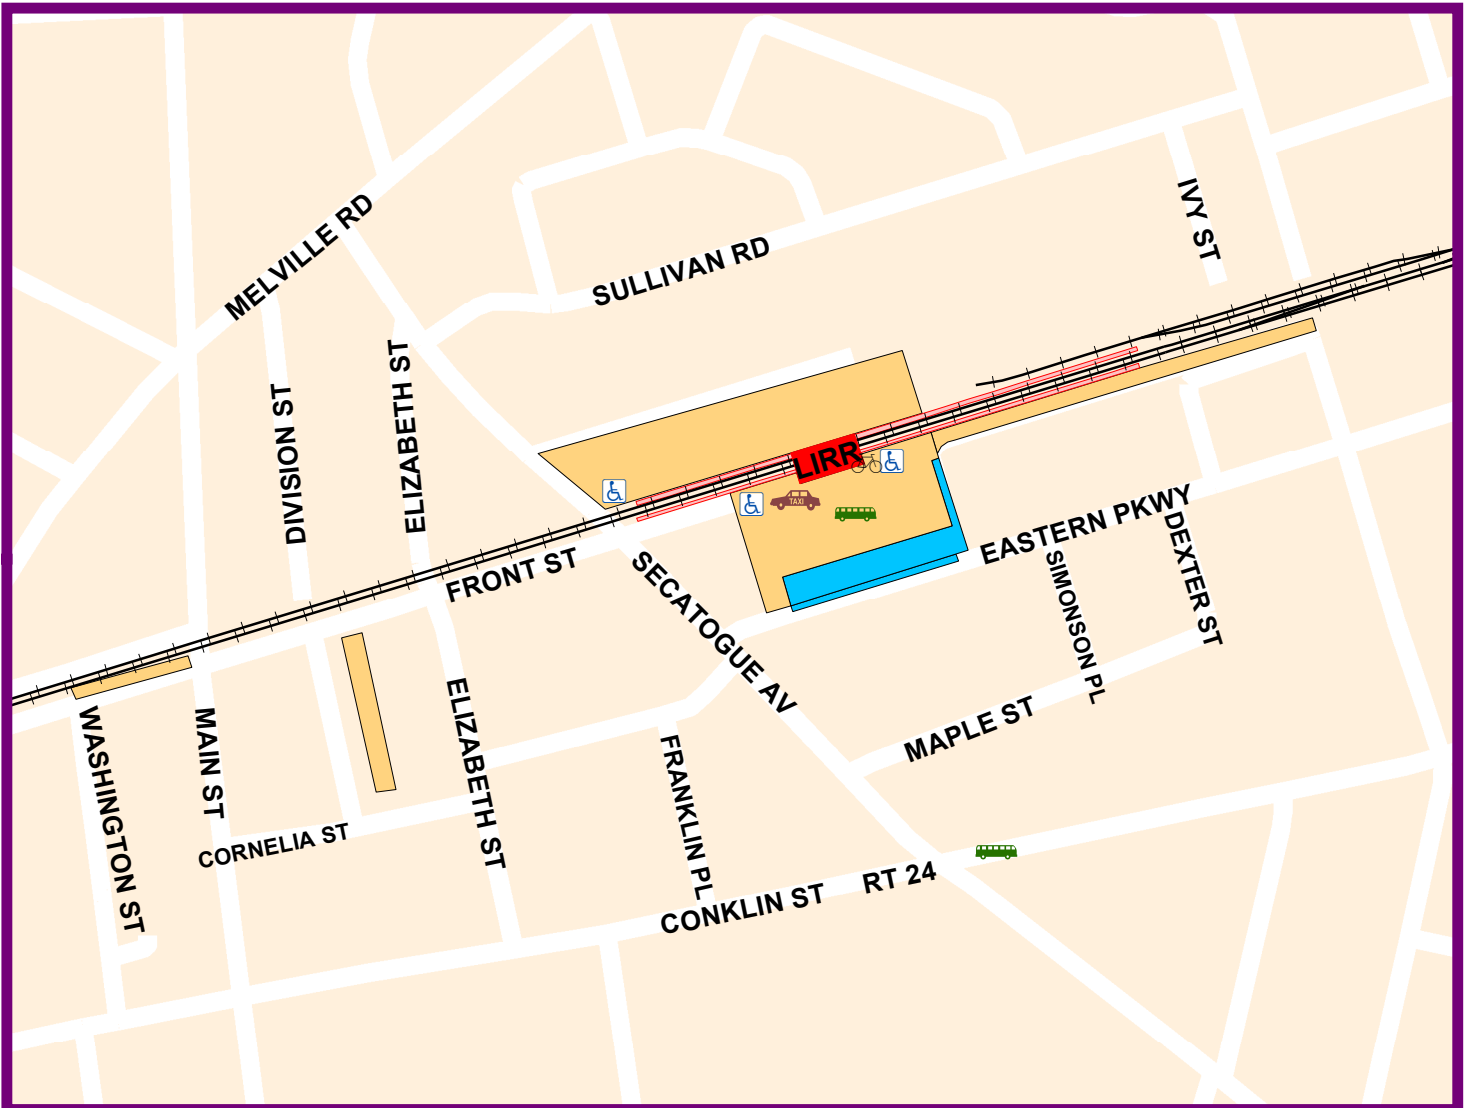 IVY ST
MELVILLE RD
SULLIVAN RD
ELIZABETH ST
DIVISION ST
LIRR
TAXI
EASTERN PKWY
FRONT ST
SECATOGUE AV
SIMONSON PL
DEXTER ST
ELIZABETH ST
WASHINGTON ST
MAIN ST
MAPLE ST
FRANKLIN PL
CORNELIA ST
CONKLIN ST RT 24